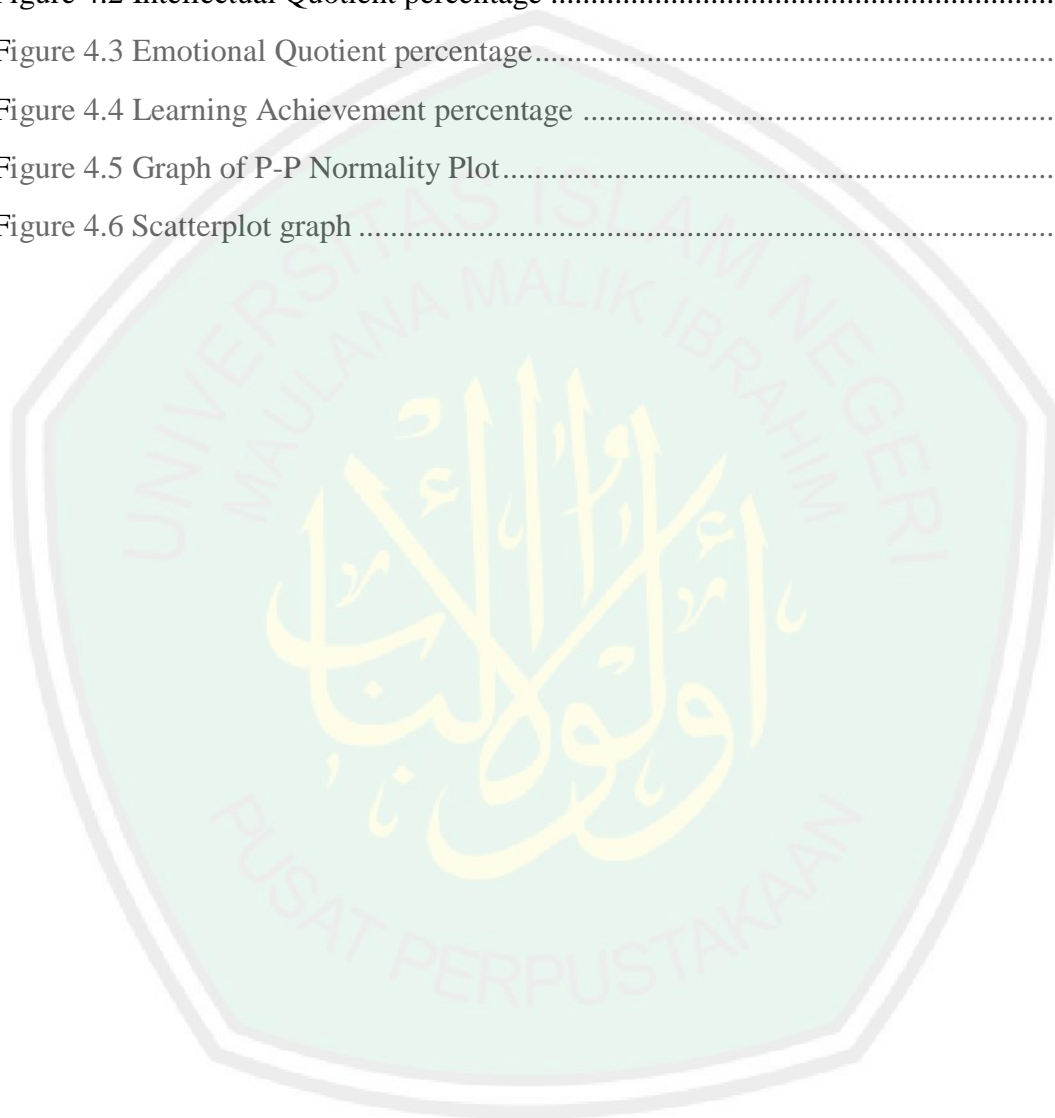 Figure 4.2 Intellectual Quotient percentage ........................................................................
Figure 4.3 Emotional Quotient percentage........................................................................
Figure 4.4 Learning Achievement percentage ........................................................................
Figure 4.5 Graph of P-P Normality Plot........................................................................
Figure 4.6 Scatterplot graph ........................................................................
UNIVERSITAS ISLAM NEGERI
MAULANA MALIK IBRAHIM
أولوا الألباب
PUSAT PERPUSTAKAAN